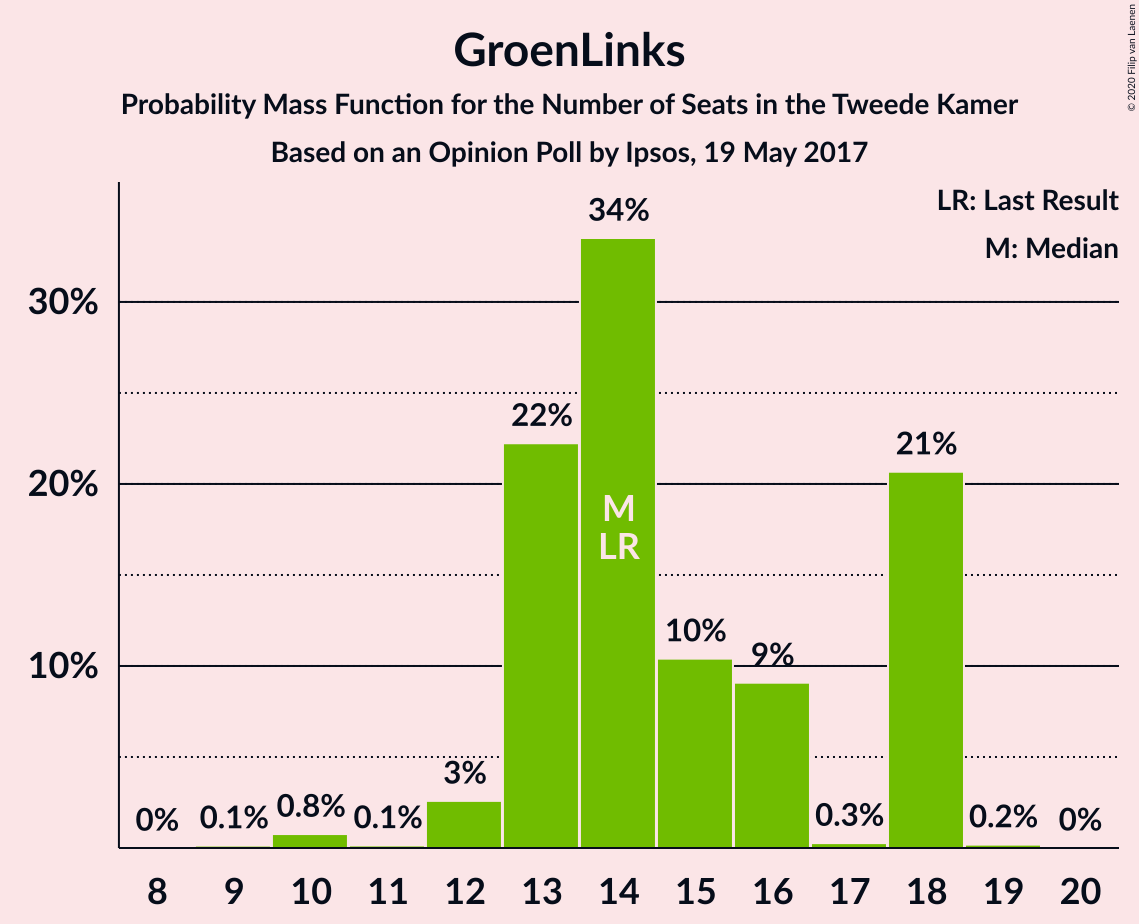 GroenLinks
Probability Mass Function for the Number of Seats in the Tweede Kamer
Based on an Opinion Poll by Ipsos, 19 May 2017
© 2020 Filip van Laenen
LR: Last Result
M: Median
30%
20%
10%
0%
0.1%
0.8%
0.1%
3%
22%
34%
M
LR
10%
9%
0.3%
21%
0.2%
0%
8 9 10 11 12 13 14 15 16 17 18 19 20